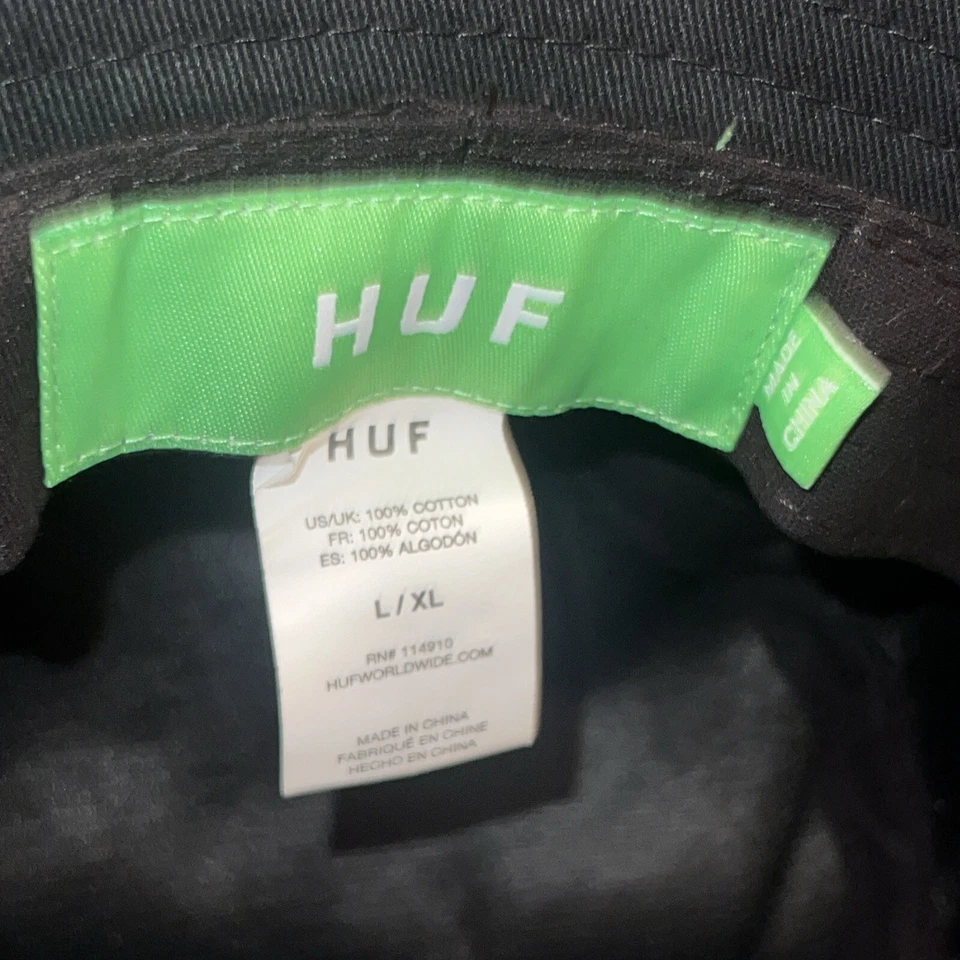 HUF
MADE
IN
CHINA
HUF
US/UK: 100% COTTON
FR: 100% COTON
ES: 100% ALGODÓN
L / XL
RN# 114910
HUFWORLDWIDE.COM
MADE IN CHINA
FABRIQUÉ EN CHINE
HECHO EN CHINA